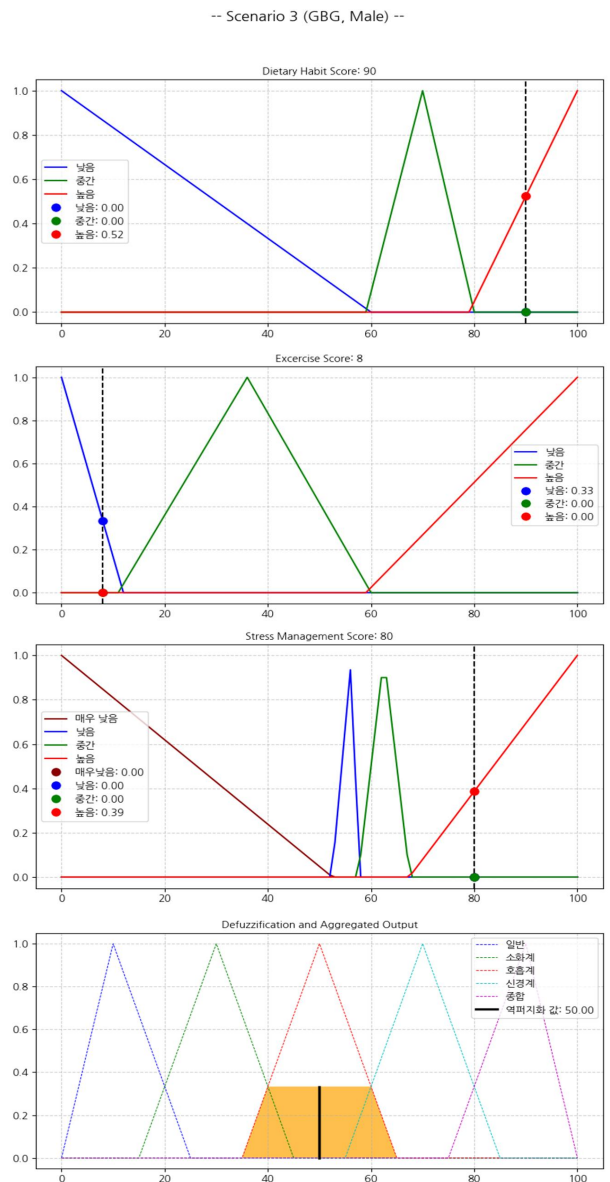 -- Scenario 3 (GBG, Male) --
Dietary Habit Score: 90
1.0
0.8
0.6
0.4
0.2
0.0
낮음
중간
높음
낮음: 0.00
중간: 0.00
높음: 0.52
0
20
40
60
80
100
Excercise Score: 8
1.0
0.8
0.6
0.4
0.2
0.0
낮음
중간
높음
낮음: 0.33
중간: 0.00
높음: 0.00
0
20
40
60
80
100
Stress Management Score: 80
1.0
0.8
0.6
0.4
0.2
0.0
매우 낮음
낮음
중간
높음
매우낮음: 0.00
낮음: 0.00
중간: 0.00
높음: 0.39
0
20
40
60
80
100
Defuzzification and Aggregated Output
1.0
0.8
0.6
0.4
0.2
0.0
일반
소화계
호흡계
신경계
종합
역퍼지화 값: 50.00
0
20
40
60
80
100